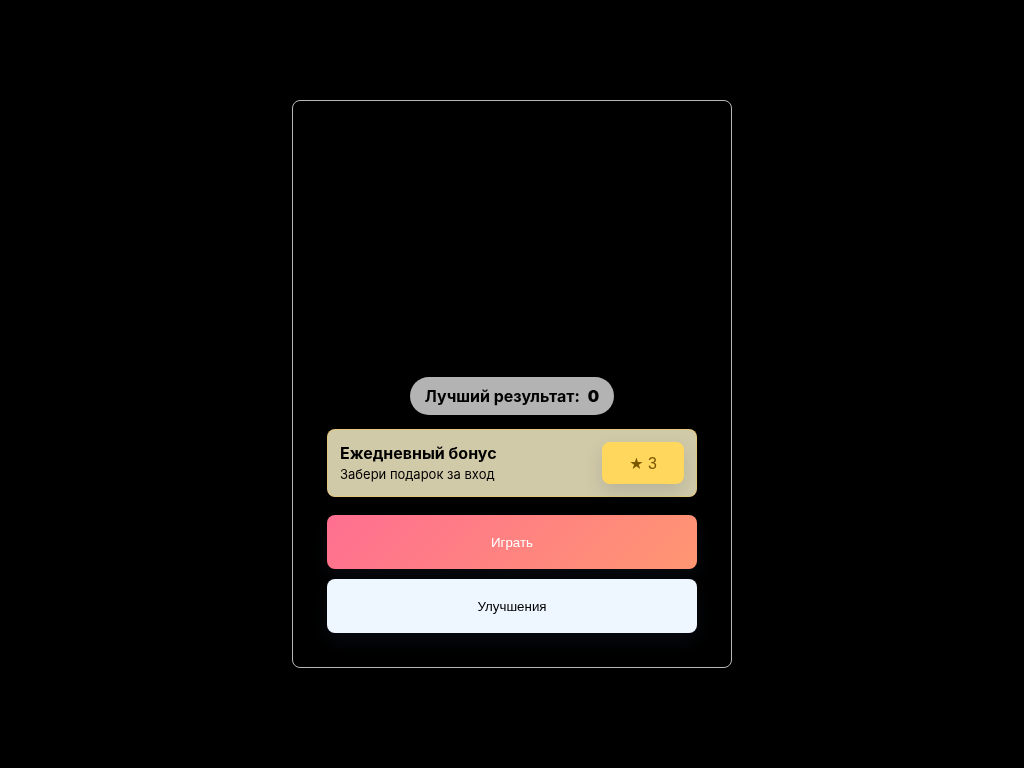 Лучший результат: 0
Ежедневный бонус
Забери подарок за вход
★ 3
Играть
Улучшения